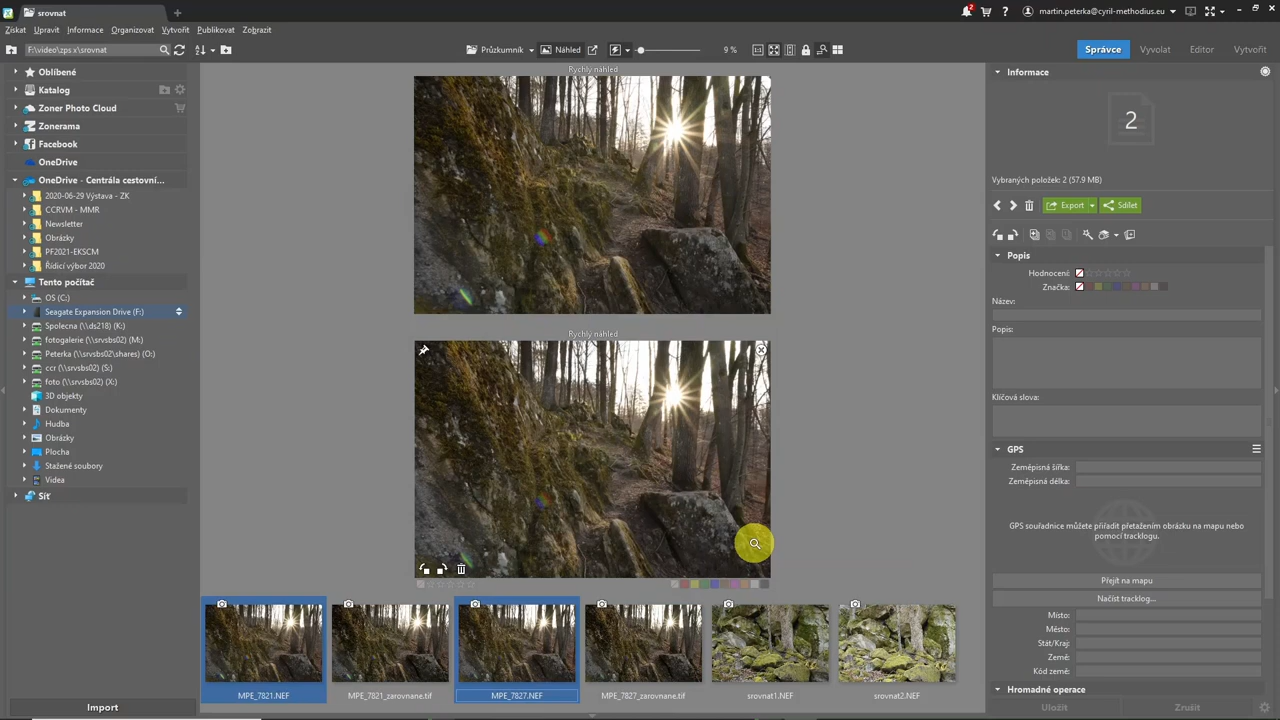 srovnat
Získat Upravit Informace Organizovat Vytvořit Publikovat Zobrazit
2 martin.peterka@cyril-methodius.eu
F:\video\zps x\srovnat
Průzkumník Náhled 9 %
Správce Vyvolat Editor Vytvořit
Oblíbené
Katalog
Zoner Photo Cloud
Zonerama
Facebook
OneDrive
OneDrive - Centrála cestovní...
2020-06-29 Výstava - ZK
CCRVM - MMR
Newsletter
Obrázky
PF2021-EKSCM
Řídicí výbor 2020
Tento počítač
OS (C:)
Seagate Expansion Drive (F:)
Spolecna (\\ds218) (K:)
fotogalerie (\\srvsbs02) (M:)
Peterka (\\srvsbs02\shares) (O:)
ccr (\\srvsbs02) (S:)
foto (\\srvsbs02) (X:)
3D objekty
Dokumenty
Hudba
Obrázky
Plocha
Stažené soubory
Videa
Síť
Import
Rychlý náhled
Rychlý náhled
MPE_7821.NEF MPE_7821_zarovnane.tif MPE_7827.NEF MPE_7827_zarovnane.tif srovnat1.NEF srovnat2.NEF
Informace
2
Vybraných položek: 2 (57.9 MB)
Export Sdílet
Popis
Hodnocení:
Značka:
Název:
Popis:
Klíčová slova:
GPS
Zeměpisná šířka:
Zeměpisná délka:
GPS souřadnice můžete přiřadit přetažením obrázku na mapu nebo
pomocí tracklogu.
Přejít na mapu
Načíst tracklog...
Místo:
Město:
Stát/Kraj:
Země:
Kód země:
Hromadné operace
Uložit Zrušit